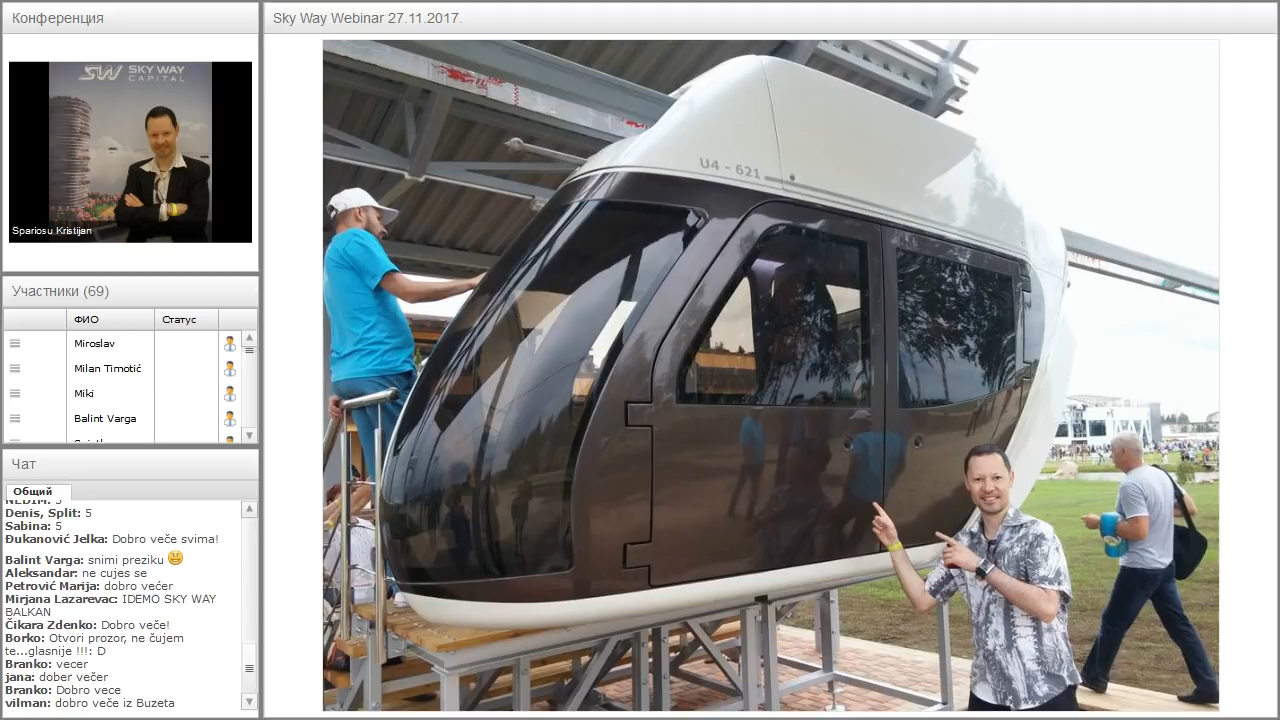 Конференция
SW SKY WAY
CAPITAL
Spariosu Kristijan
Участники (69)
ФИО
Статус
Miroslav
Milan Timotić
Miki
Balint Varga
Чат
Общий
NEDIM: 5
Denis, Split: 5
Sabina: 5
Đukanović Jelka: Dobro veče svima!
Balint Varga: snimi preziku
Aleksandar: ne cujes se
Petrović Marija: dobro večer
Mirjana Lazarevac: IDEMO SKY WAY
BALKAN
Čikara Zdenko: Dobro veče!
Borko: Otvori prozor, ne čujem
te...glasnije !!!: D
Branko: vecer
jana: dober večer
Branko: Dobro vece
vilman: dobro veče iz Buzeta
Sky Way Webinar 27.11.2017.
U4 - 621